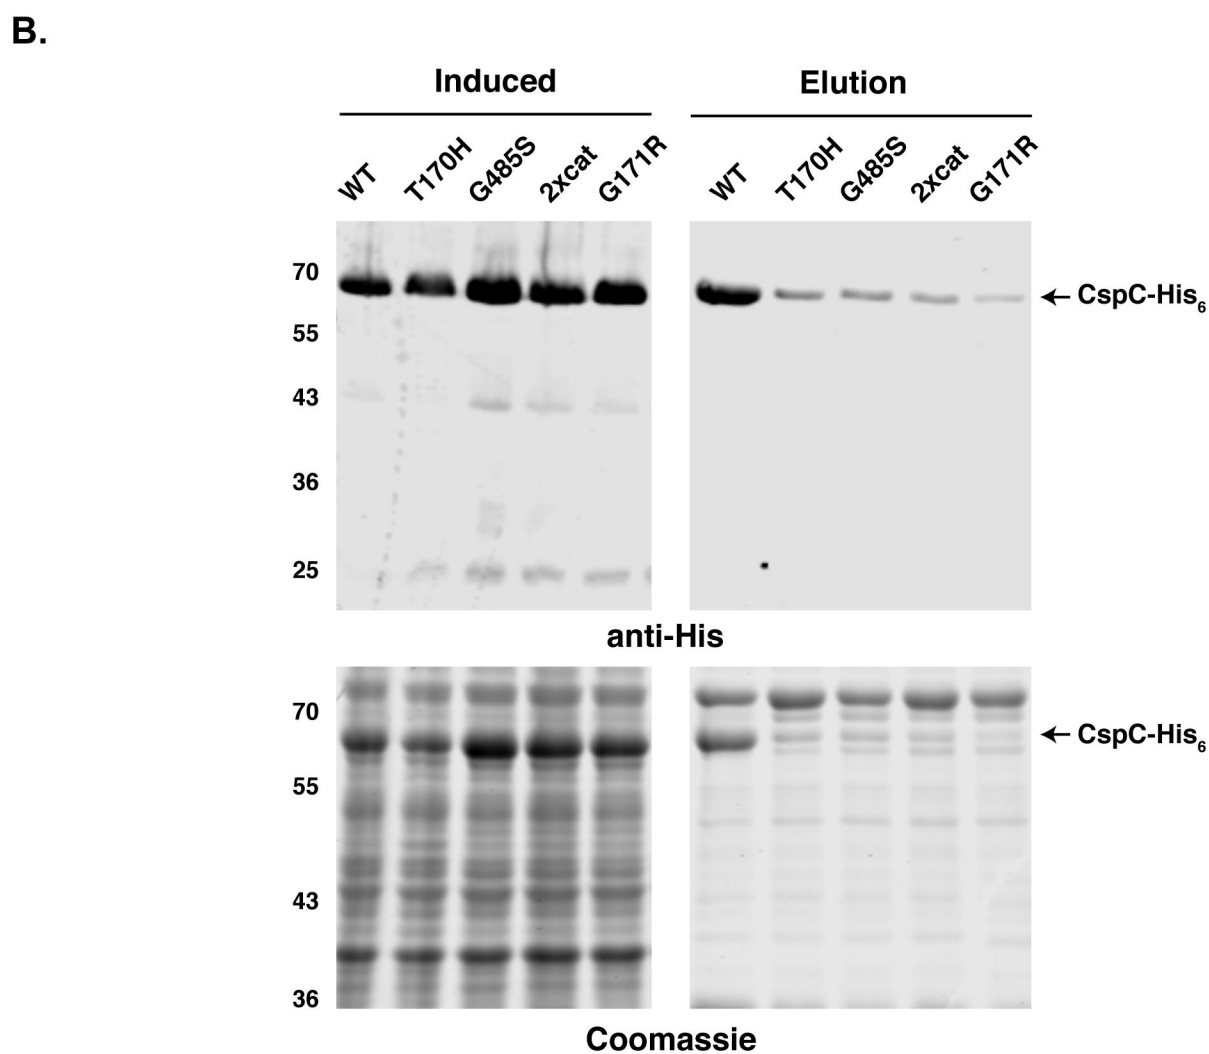 B.
Induced Elution
WT T170H G485S 2xcat G171R WT T170H G485S 2xcat G171R
70
← CspC-His6
55
43
36
25
anti-His
70
← CspC-His6
55
43
36
Coomassie